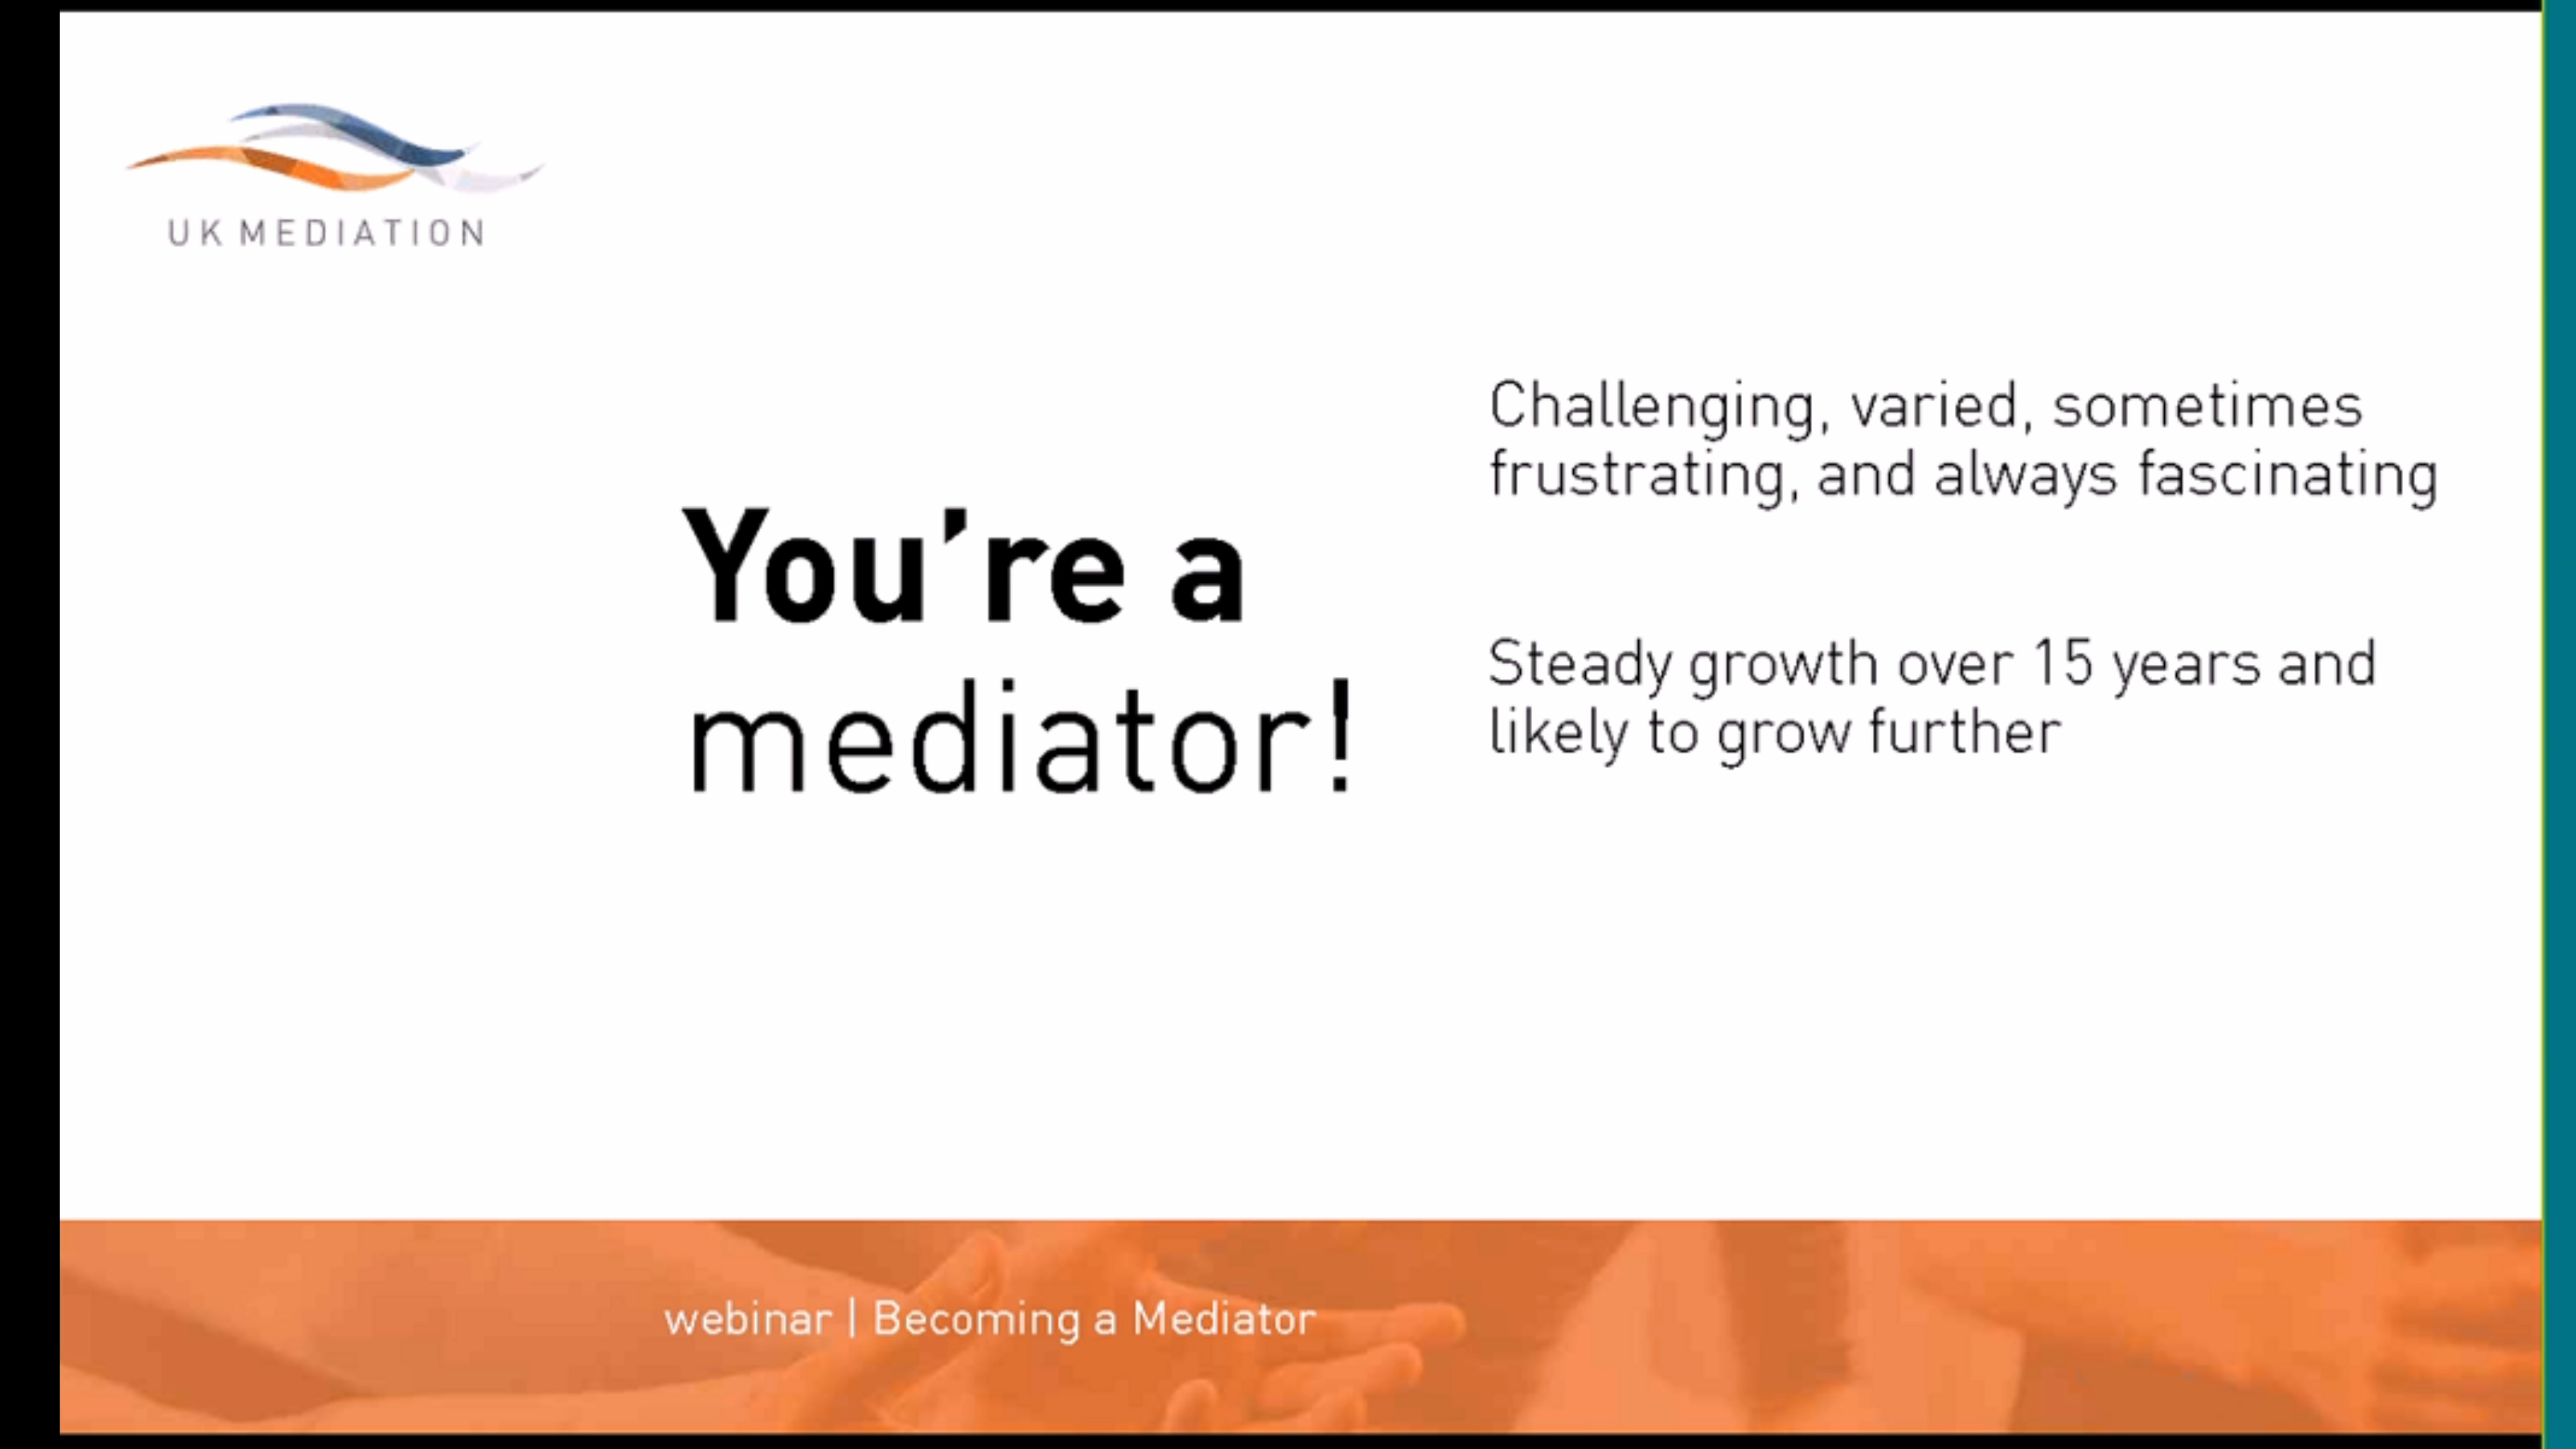 UK MEDIATION
You're a
mediator!
Challenging, varied, sometimes
frustrating, and always fascinating
Steady growth over 15 years and
likely to grow further
webinar | Becoming a Mediator